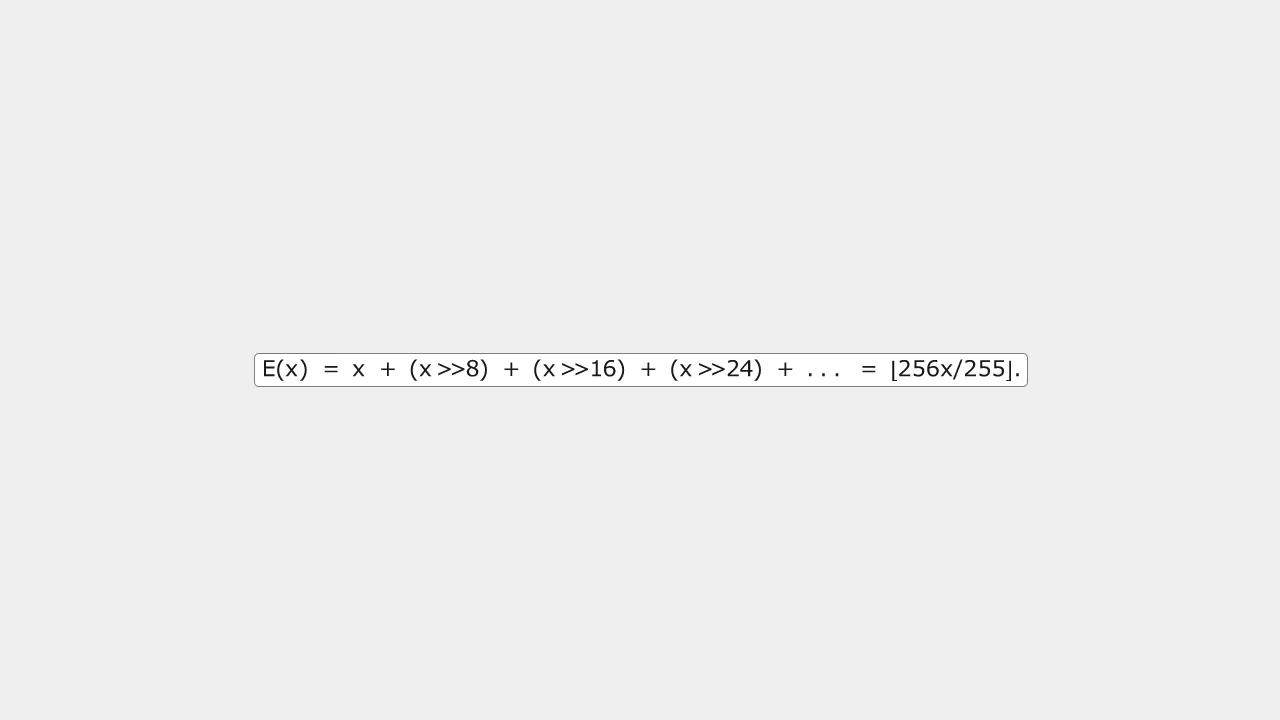 E(x) = x + (x >>8) + (x >>16) + (x >>24) + . . . = ⌊256x/255⌋.